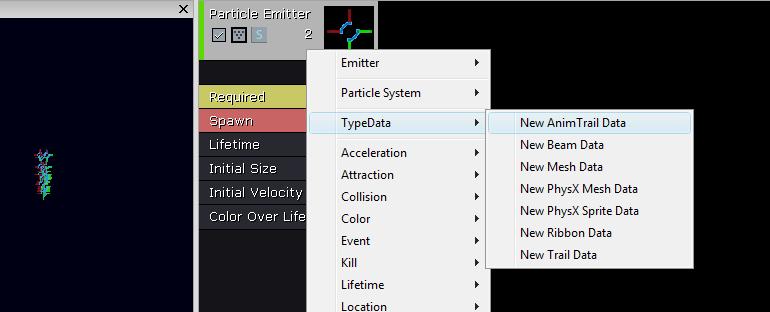 Particle Emitter
2
S
Required
Spawn
Lifetime
Initial Size
Initial Velocity
Color Over Life
Emitter
Particle System
TypeData
Acceleration
Attraction
Collision
Color
Event
Kill
Lifetime
Location
New AnimTrail Data
New Beam Data
New Mesh Data
New PhysX Mesh Data
New PhysX Sprite Data
New Ribbon Data
New Trail Data